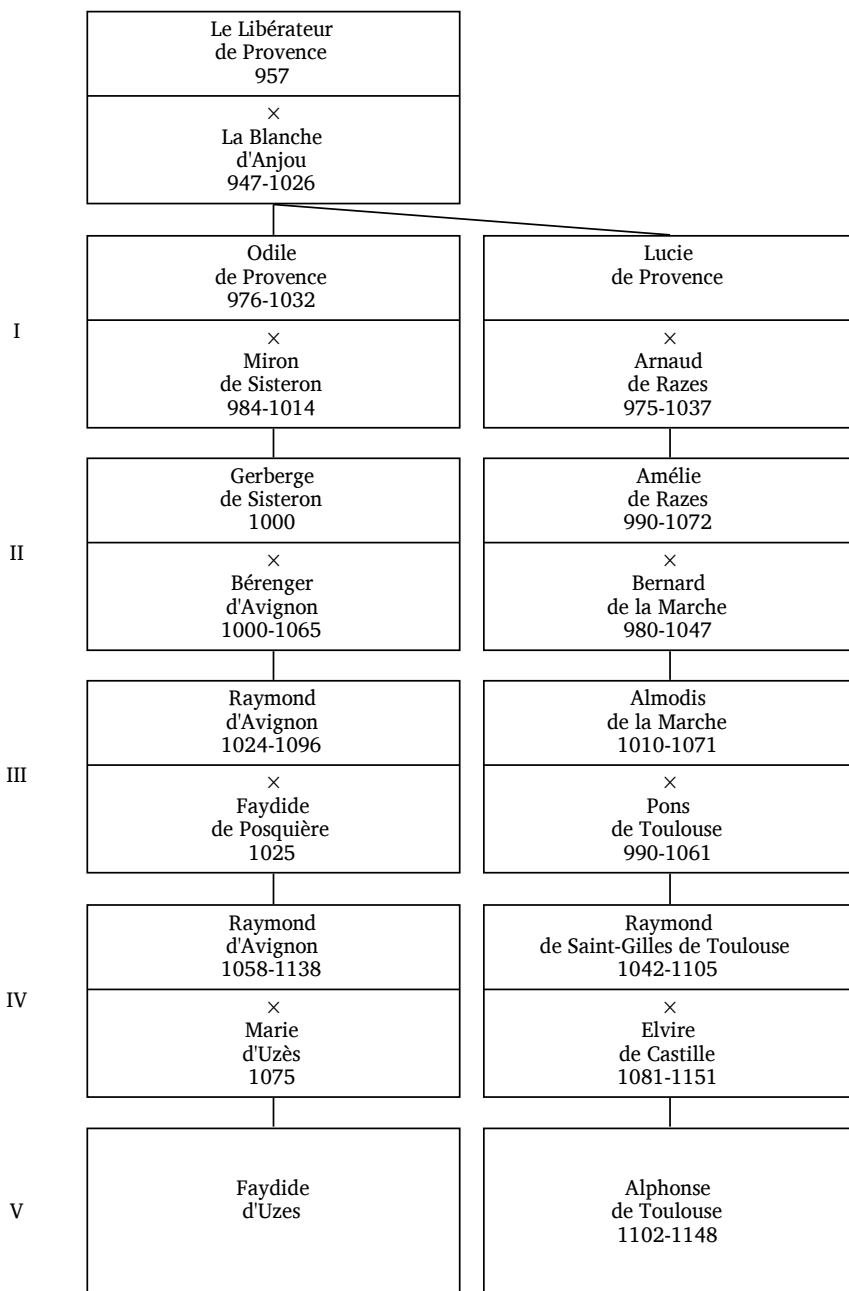 Le Libérateur
de Provence
957
×
La Blanche
d'Anjou
947-1026
I
Odile
de Provence
976-1032
×
Miron
de Sisteron
984-1014
Lucie
de Provence
×
Arnaud
de Razes
975-1037
II
Gerberge
de Sisteron
1000
×
Bérenger
d'Avignon
1000-1065
Amélie
de Razes
990-1072
×
Bernard
de la Marche
980-1047
III
Raymond
d'Avignon
1024-1096
×
Faydide
de Posquière
1025
Almodis
de la Marche
1010-1071
×
Pons
de Toulouse
990-1061
IV
Raymond
d'Avignon
1058-1138
×
Marie
d'Uzès
1075
Raymond
de Saint-Gilles de Toulouse
1042-1105
×
Elvire
de Castille
1081-1151
V
Faydide
d'Uzes
Alphonse
de Toulouse
1102-1148